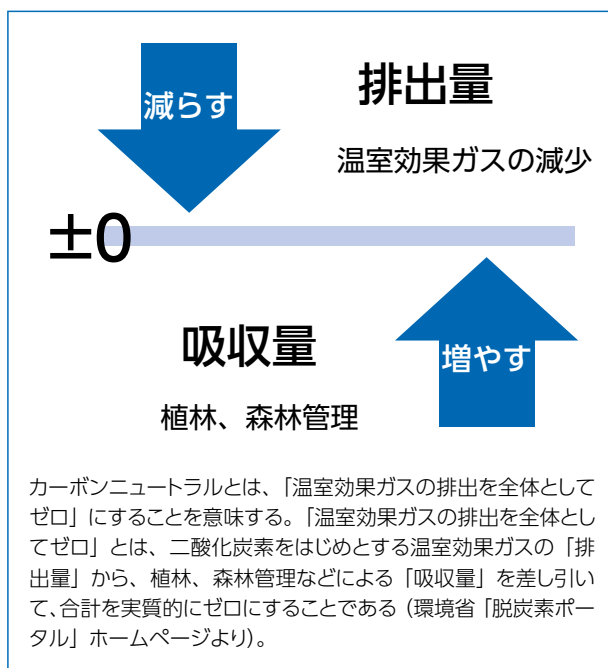 減らす
排出量
温室効果ガスの減少
±0
吸収量
増やす
植林、森林管理
カーボンニュートラルとは、「温室効果ガスの排出を全体として
ゼロ」にすることを意味する。「温室効果ガスの排出を全体とし
てゼロ」とは、二酸化炭素をはじめとする温室効果ガスの「排
出量」から、植林、森林管理などによる「吸収量」を差し引い
て、合計を実質的にゼロにすることである（環境省「脱炭素ポー
タル」ホームページより）。